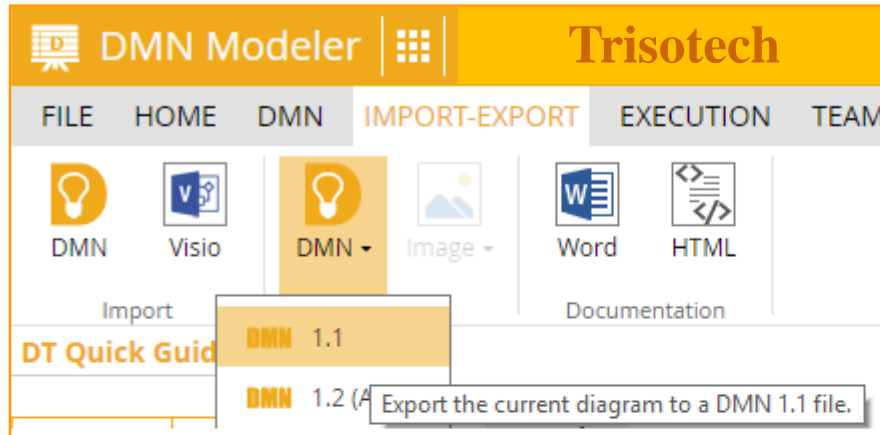 DMN Modeler Trisotech
FILE HOME DMN IMPORT-EXPORT EXECUTION TEAM
DMN Visio DMN Image Word HTML
Import Documentation
DT Quick Guid
DMN 1.1
DMN 1.2 (A
Export the current diagram to a DMN 1.1 file.